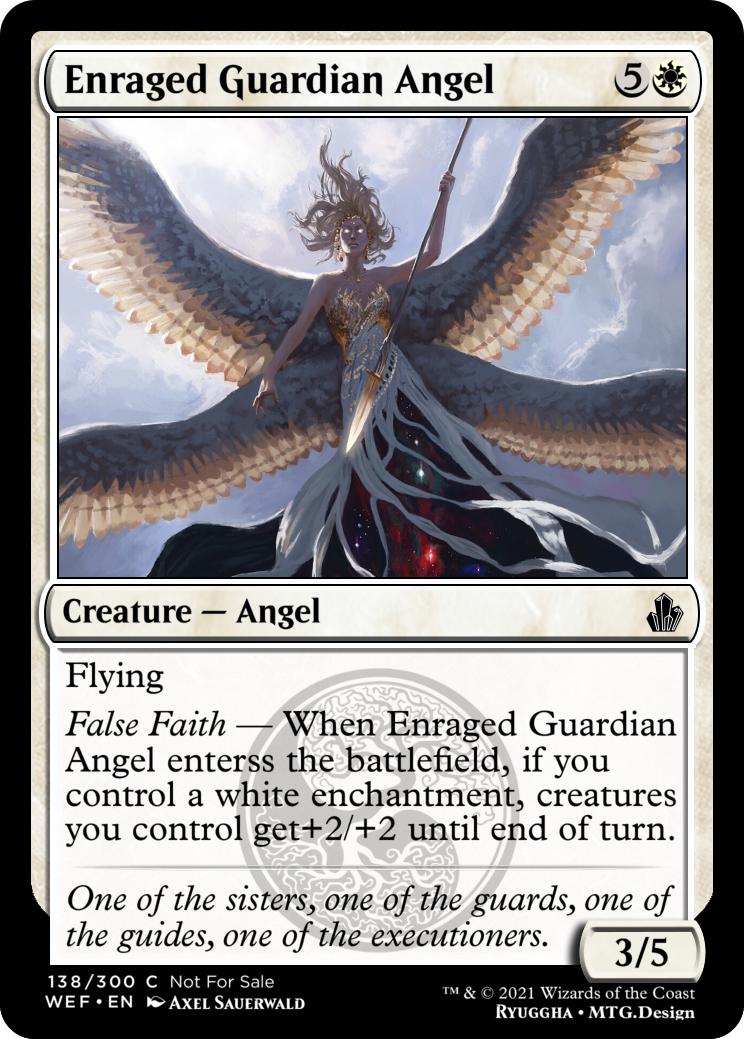 Enraged Guardian Angel 5
Creature — Angel
Flying
False Faith — When Enraged Guardian
Angel enterss the battlefield, if you
control a white enchantment, creatures
you control get+2/+2 until end of turn.
One of the sisters, one of the guards, one of
the guides, one of the executioners.
3/5
138/300 C Not For Sale
WEF • EN Axel Sauerwald
™ & © 2021 Wizards of the Coast
Ryuggha • MTG.Design